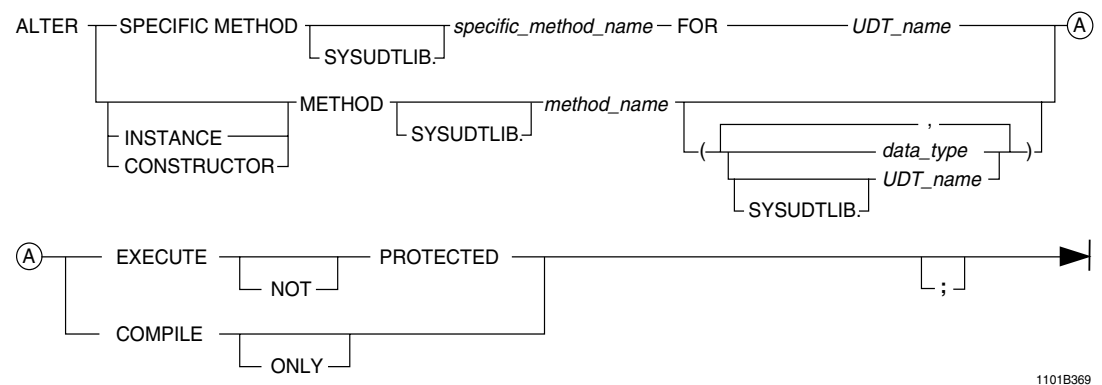 ALTER SPECIFIC METHOD specific_method_name FOR UDT_name A
SYSUDTLIB.
METHOD method_name
INSTANCE SYSUDTLIB. ,
CONSTRUCTOR ( data_type )
UDT_name
SYSUDTLIB.
A EXECUTE PROTECTED
NOT ;
COMPILE
ONLY
1101B369